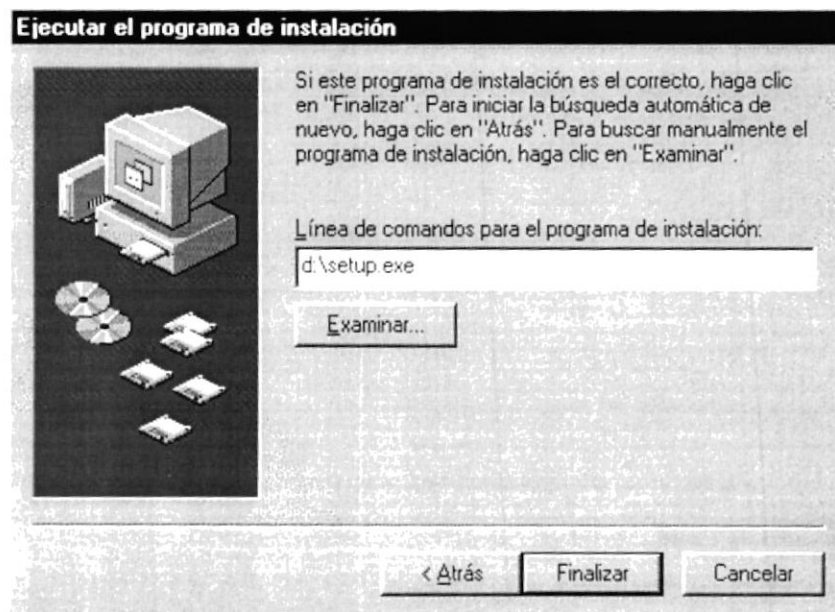 Ejecutar el programa de instalación
Si este programa de instalación es el correcto, haga clic
en "Finalizar". Para iniciar la búsqueda automática de
nuevo, haga clic en "Atrás". Para buscar manualmente el
programa de instalación, haga clic en "Examinar".
Línea de comandos para el programa de instalación:
d:\setup.exe
Examinar...
< Atrás Finalizar Cancelar